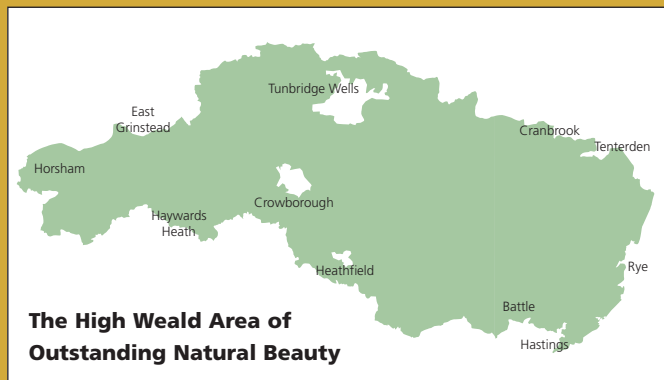 Tunbridge Wells
East
Grinstead
Cranbrook
Tenterden
Horsham
Crowborough
Haywards
Heath
Heathfield
Rye
Battle
The High Weald Area of
Outstanding Natural Beauty
Hastings